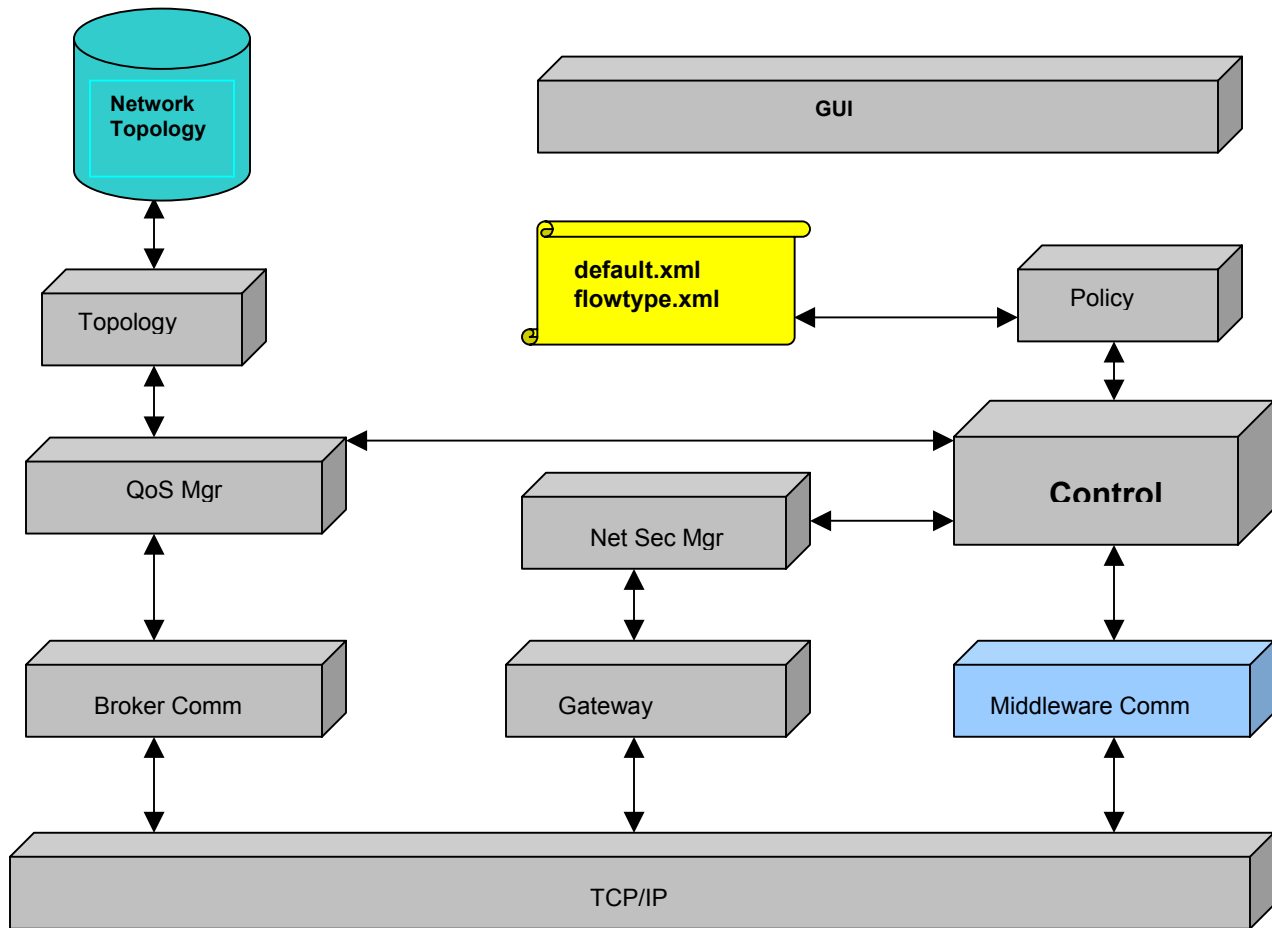 Network
Topology
GUI
default.xml
flowtype.xml
Policy
Topology
Control
QoS Mgr
Net Sec Mgr
Broker Comm
Gateway
Middleware Comm
TCP/IP